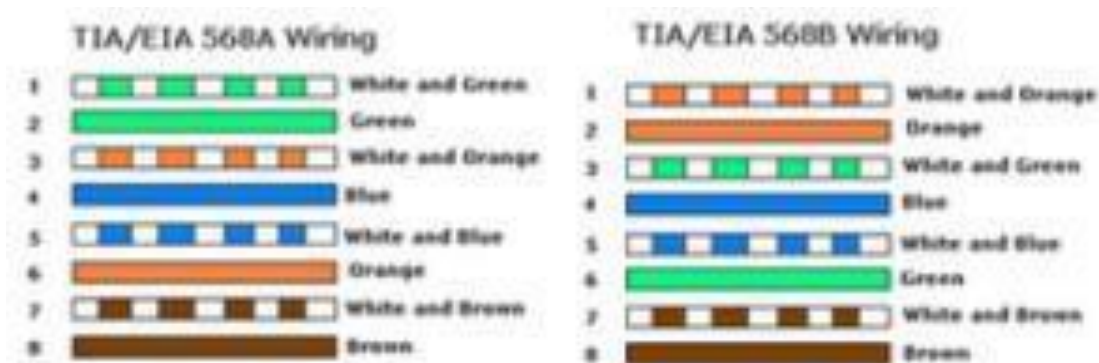 TIA/EIA 568A Wiring
1 White and Green
2 Green
3 White and Orange
4 Blue
5 White and Blue
6 Orange
7 White and Brown
8 Brown
TIA/EIA 568B Wiring
1 White and Orange
2 Orange
3 White and Green
4 Blue
5 White and Blue
6 Green
7 White and Brown
8 Brown